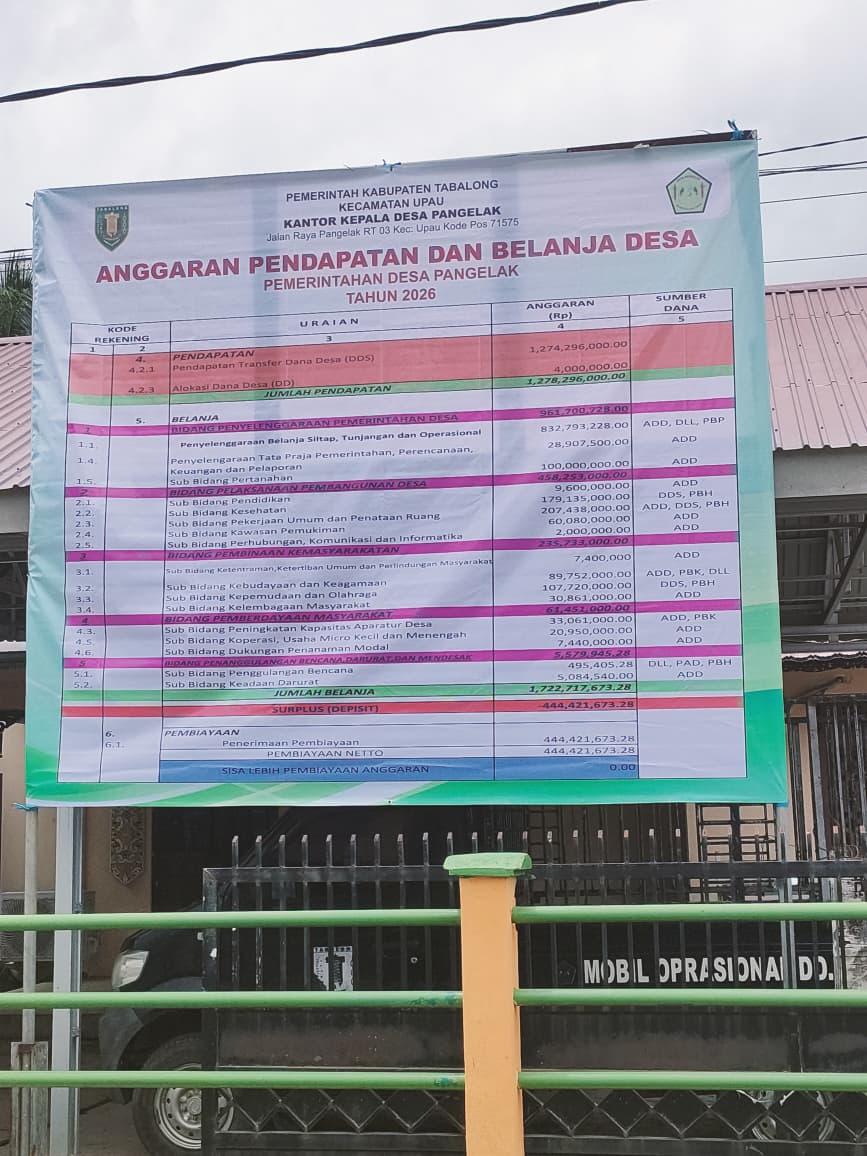 TABALONG
PEMERINTAH KABUPATEN TABALONG
KECAMATAN UPAU
KANTOR KEPALA DESA PANGELAK
Jalan Raya Pangelak RT 03 Kec: Upau Kode Pos 71575
ANGGARAN PENDAPATAN DAN BELANJA DESA
PEMERINTAHAN DESA PANGELAK
TAHUN 2026
KODE REKENING URAIAN ANGGARAN (Rp) SUMBER DANA
1 2 3 4 5
4. PENDAPATAN
4.2.1 Pendapatan Transfer Dana Desa (DDS) 1,274,296,000.00
4.2.3 Alokasi Dana Desa (DD) 4,000,000.00
JUMLAH PENDAPATAN 1,278,296,000.00
5. BELANJA
1 BIDANG PENYELENGGARAAN PEMERINTAHAN DESA 961,700,728.00
1.1. Penyelenggaraan Belanja Siltap, Tunjangan dan Operasional 832,793,228.00 ADD, DLL, PBP
1.4. Penyelengaraan Tata Praja Pemerintahan, Perencanaan, Keuangan dan Pelaporan 28,907,500.00 ADD
1.5. Sub Bidang Pertanahan 100,000,000.00 ADD
2 BIDANG PELAKSANAAN PEMBANGUNAN DESA 458,253,000.00
2.1. Sub Bidang Pendidikan 9,600,000.00 ADD
2.2. Sub Bidang Kesehatan 179,135,000.00 DDS, PBH
2.3. Sub Bidang Pekerjaan Umum dan Penataan Ruang 207,438,000.00 ADD, DDS, PBH
2.4. Sub Bidang Kawasan Pemukiman 60,080,000.00 ADD
2.5. Sub Bidang Perhubungan, Komunikasi dan Informatika 2,000,000.00 ADD
3 BIDANG PEMBINAAN KEMASYARAKATAN 235,733,000.00
3.1. Sub Bidang Ketentraman,Ketertiban Umum dan Perlindungan Masyarakat 7,400,000 ADD
3.2. Sub Bidang Kebudayaan dan Keagamaan 89,752,000.00 ADD, PBK, DLL
3.3. Sub Bidang Kepemudaan dan Olahraga 107,720,000.00 DDS, PBH
3.4. Sub Bidang Kelembagaan Masyarakat 30,861,000.00 ADD
4 BIDANG PEMBERDAYAAN MASYARAKAT 61,451,000.00
4.3. Sub Bidang Peningkatan Kapasitas Aparatur Desa 33,061,000.00 ADD, PBK
4.5. Sub Bidang Koperasi, Usaha Micro Kecil dan Menengah 20,950,000.00 ADD
4.6. Sub Bidang Dukungan Penanaman Modal 7,440,000.00 ADD
5 BIDANG PENANGGULANGAN BENCANA,DARURAT,DAN MENDESAK 5,579,945.28
5.1. Sub Bidang Penggulangan Bencana 495,405.28 DLL, PAD, PBH
5.2. Sub Bidang Keadaan Darurat 5,084,540.00 ADD
JUMLAH BELANJA 1,722,717,673.28
SURPLUS (DEPISIT) -444,421,673.28
6. PEMBIAYAAN
6.1. Penerimaan Pembiayaan 444,421,673.28
PEMBIAYAAN NETTO 444,421,673.28
SISA LEBIH PEMBIAYAAN ANGGARAN 0.00
MOBIL OPRASIONAL DD.